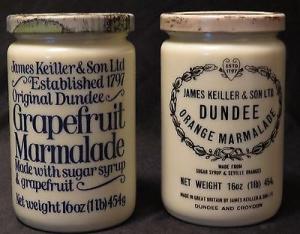 James Keiller & Son Ltd
Established 1797
Original Dundee
Grapefruit
Marmalade
Made with sugar syrup
& grapefruit
Net weight 16oz (1lb) 454g
ESTD
1797
JAMES KEILLER & SON LTD
DUNDEE
ORANGE MARMALADE
MADE FROM
SUGAR SYRUP & SEVILLE ORANGES
NET WEIGHT 16oz (1lb) 454g
MADE IN GREAT BRITAIN BY JAMES KEILLER & SON LTD
DUNDEE AND CROYDON